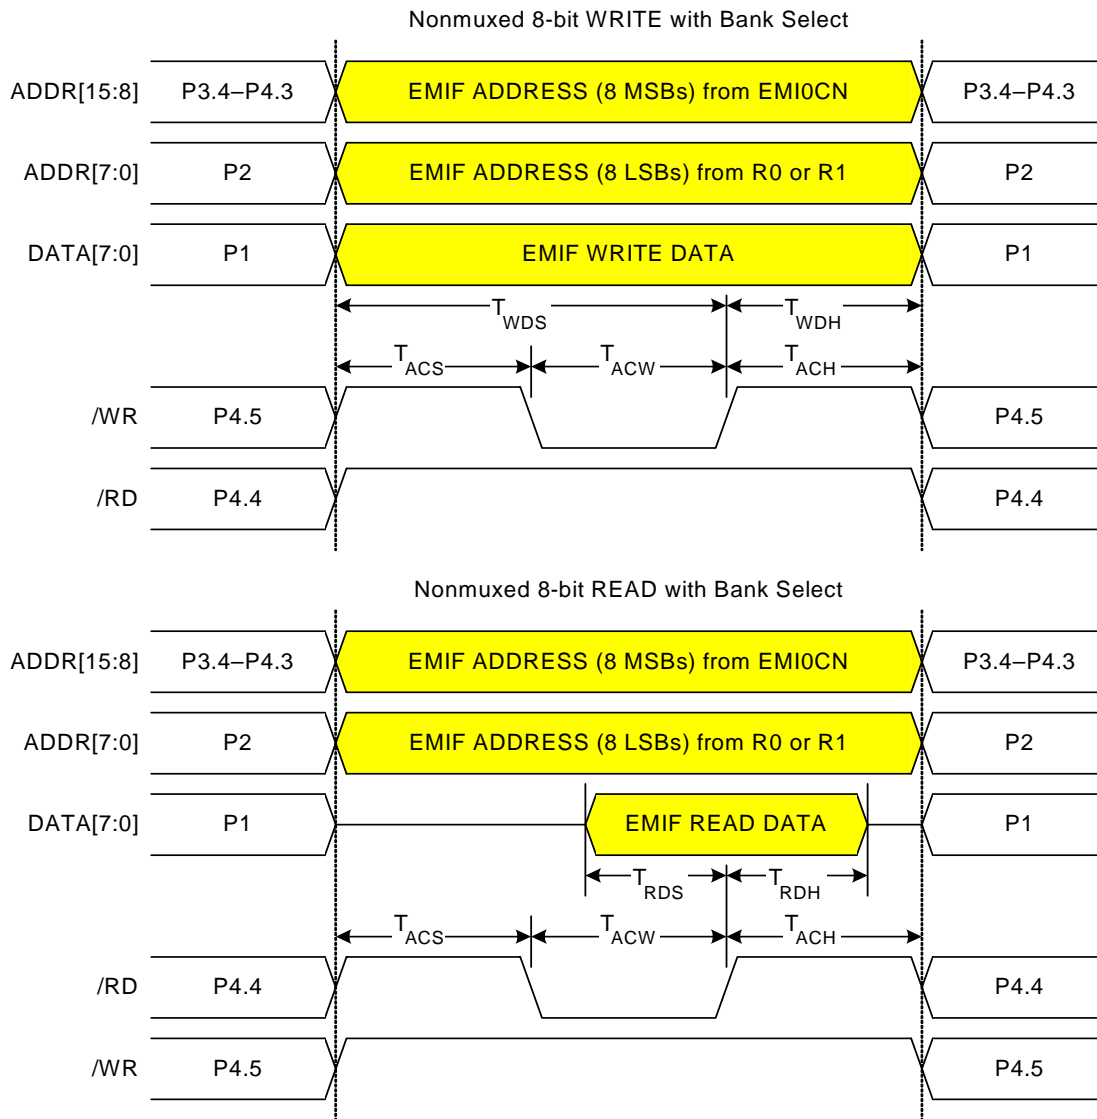 Nonmuxed 8-bit WRITE with Bank Select
ADDR[15:8] P3.4–P4.3 EMIF ADDRESS (8 MSBs) from EMI0CN P3.4–P4.3
ADDR[7:0] P2 EMIF ADDRESS (8 LSBs) from R0 or R1 P2
DATA[7:0] P1 EMIF WRITE DATA P1
TWDS TWDH
TACS TACW TACH
/WR P4.5 P4.5
/RD P4.4 P4.4
Nonmuxed 8-bit READ with Bank Select
ADDR[15:8] P3.4–P4.3 EMIF ADDRESS (8 MSBs) from EMI0CN P3.4–P4.3
ADDR[7:0] P2 EMIF ADDRESS (8 LSBs) from R0 or R1 P2
DATA[7:0] P1 EMIF READ DATA P1
TRDS TRDH
TACS TACW TACH
/RD P4.4 P4.4
/WR P4.5 P4.5